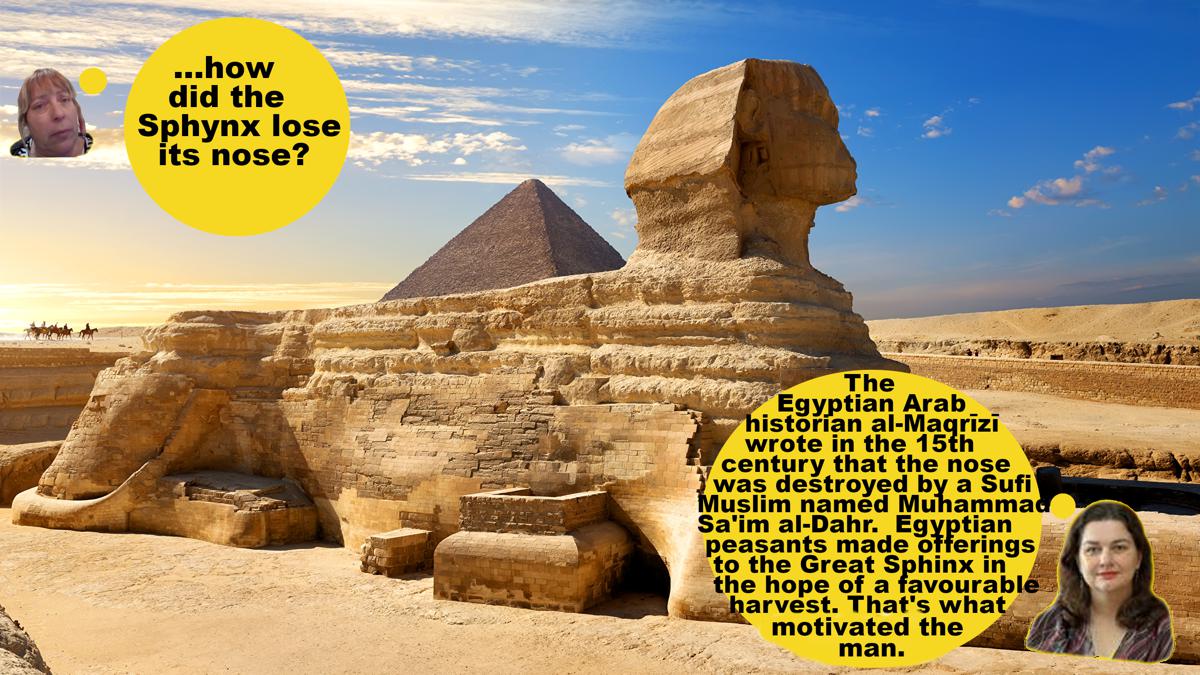 ...how
did the
Sphynx lose
its nose?
The
Egyptian Arab
historian al-Maqrīzī
wrote in the 15th
century that the nose
was destroyed by a Sufi
Muslim named Muhammad
Sa'im al-Dahr. Egyptian
peasants made offerings
to the Great Sphinx in
the hope of a favourable
harvest. That's what
motivated the
man.